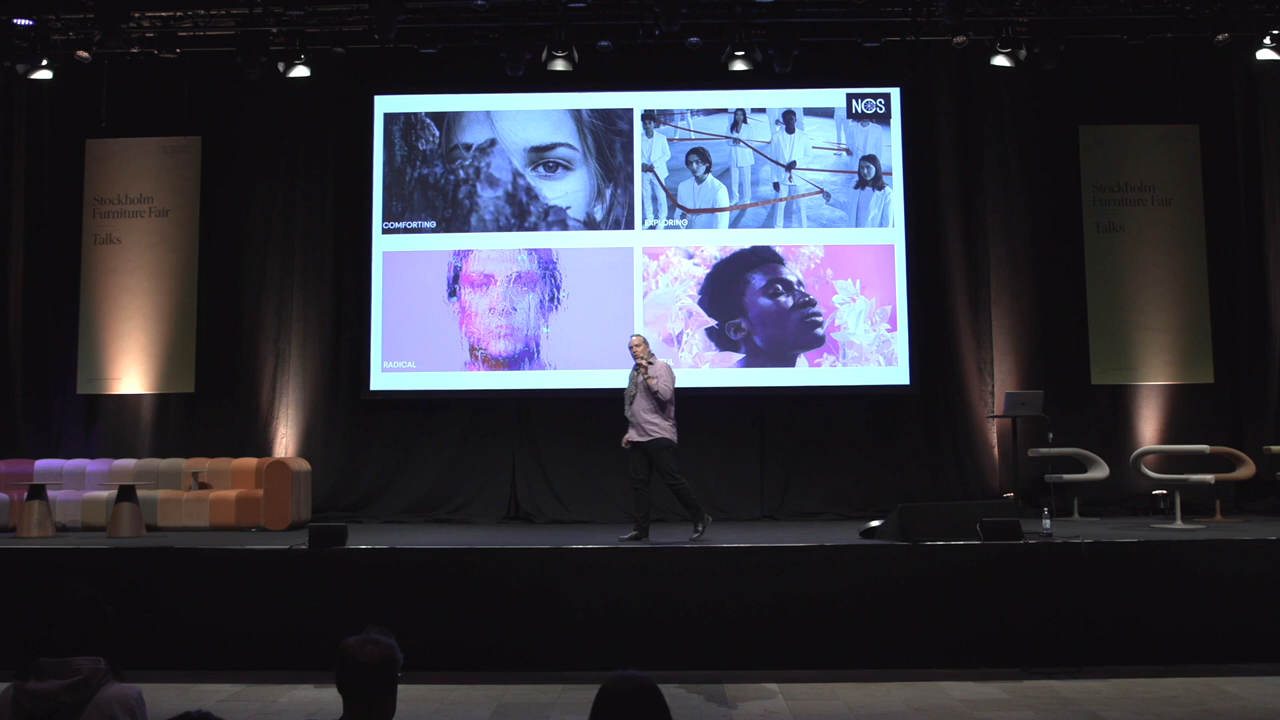 NOS
COMFORTING
EXPLORING
RADICAL
Stockholm
Furniture Fair
Talks
Stockholm
Furniture Fair
Talks